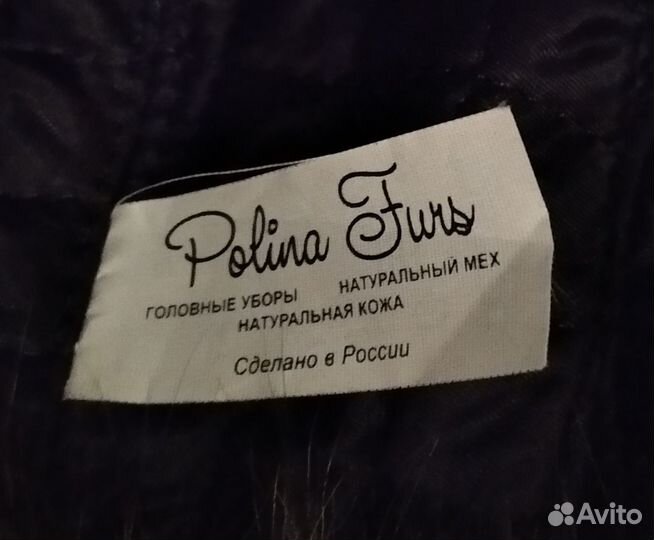 Polina Furs
ГОЛОВНЫЕ УБОРЫ НАТУРАЛЬНЫЙ МЕХ
НАТУРАЛЬНАЯ КОЖА
Сделано в России
Avito